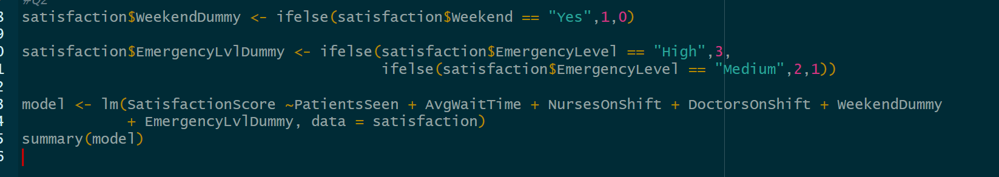 #Q2
satisfaction$WeekendDummy <- ifelse(satisfaction$Weekend == "Yes",1,0)
satisfaction$EmergencyLvlDummy <- ifelse(satisfaction$EmergencyLevel == "High",3,
ifelse(satisfaction$EmergencyLevel == "Medium",2,1))
model <- lm(SatisfactionScore ~PatientsSeen + AvgWaitTime + NursesOnShift + DoctorsOnShift + WeekendDummy
+ EmergencyLvlDummy, data = satisfaction)
summary(model)